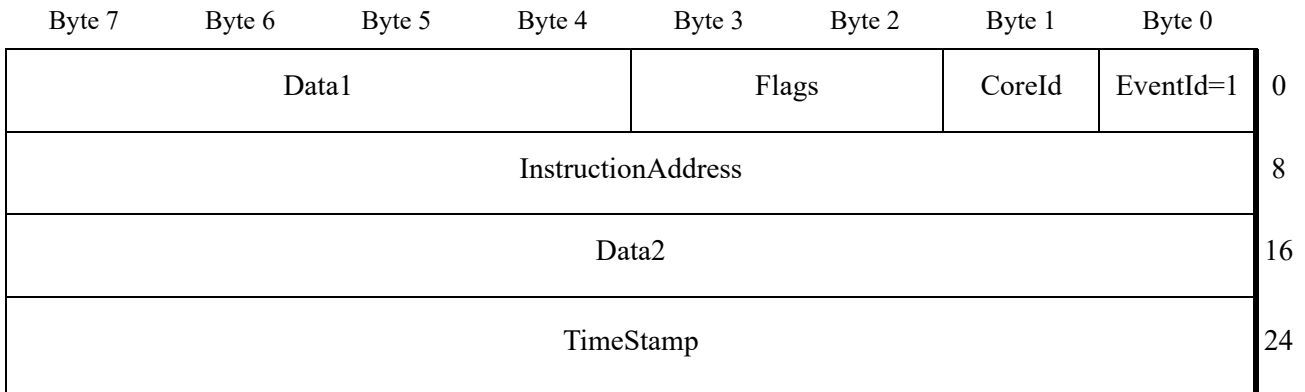 Byte 7 Byte 6 Byte 5 Byte 4 Byte 3 Byte 2 Byte 1 Byte 0
Data1 Flags CoreId EventId=1 0
InstructionAddress 8
Data2 16
TimeStamp 24